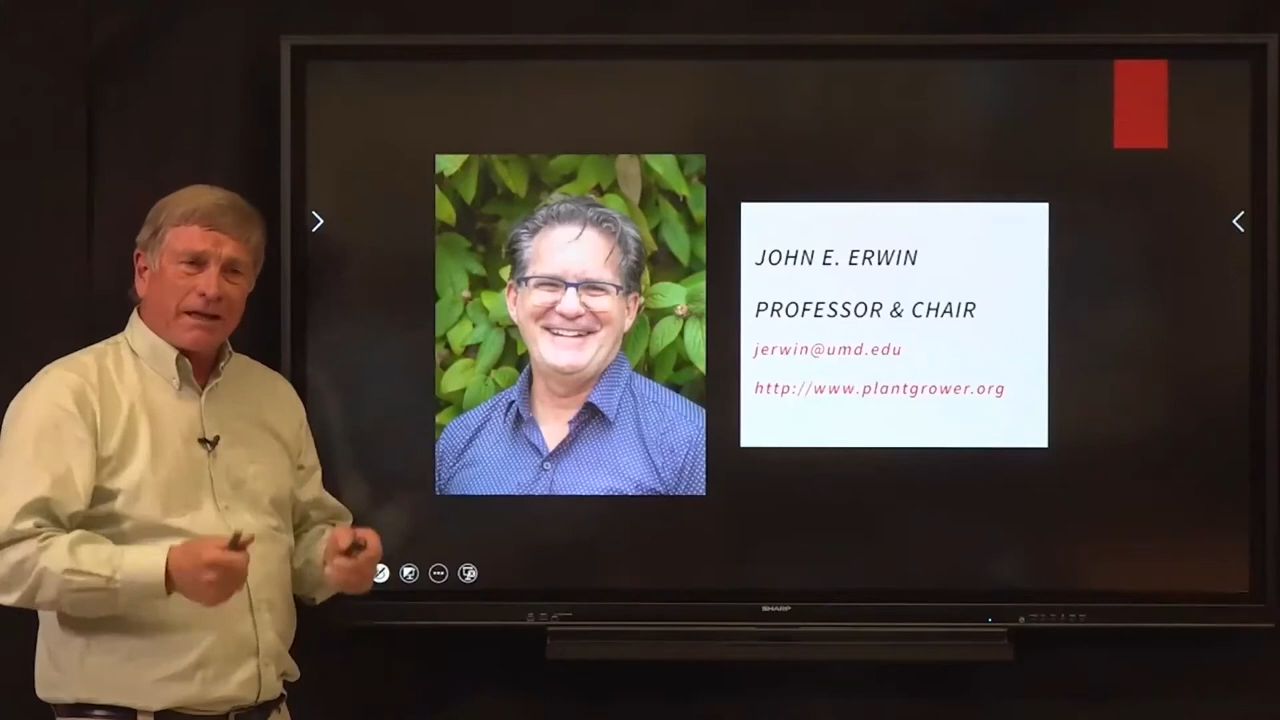 JOHN E. ERWIN
PROFESSOR & CHAIR
jerwin@umd.edu
http://www.plantgrower.org
SHARP